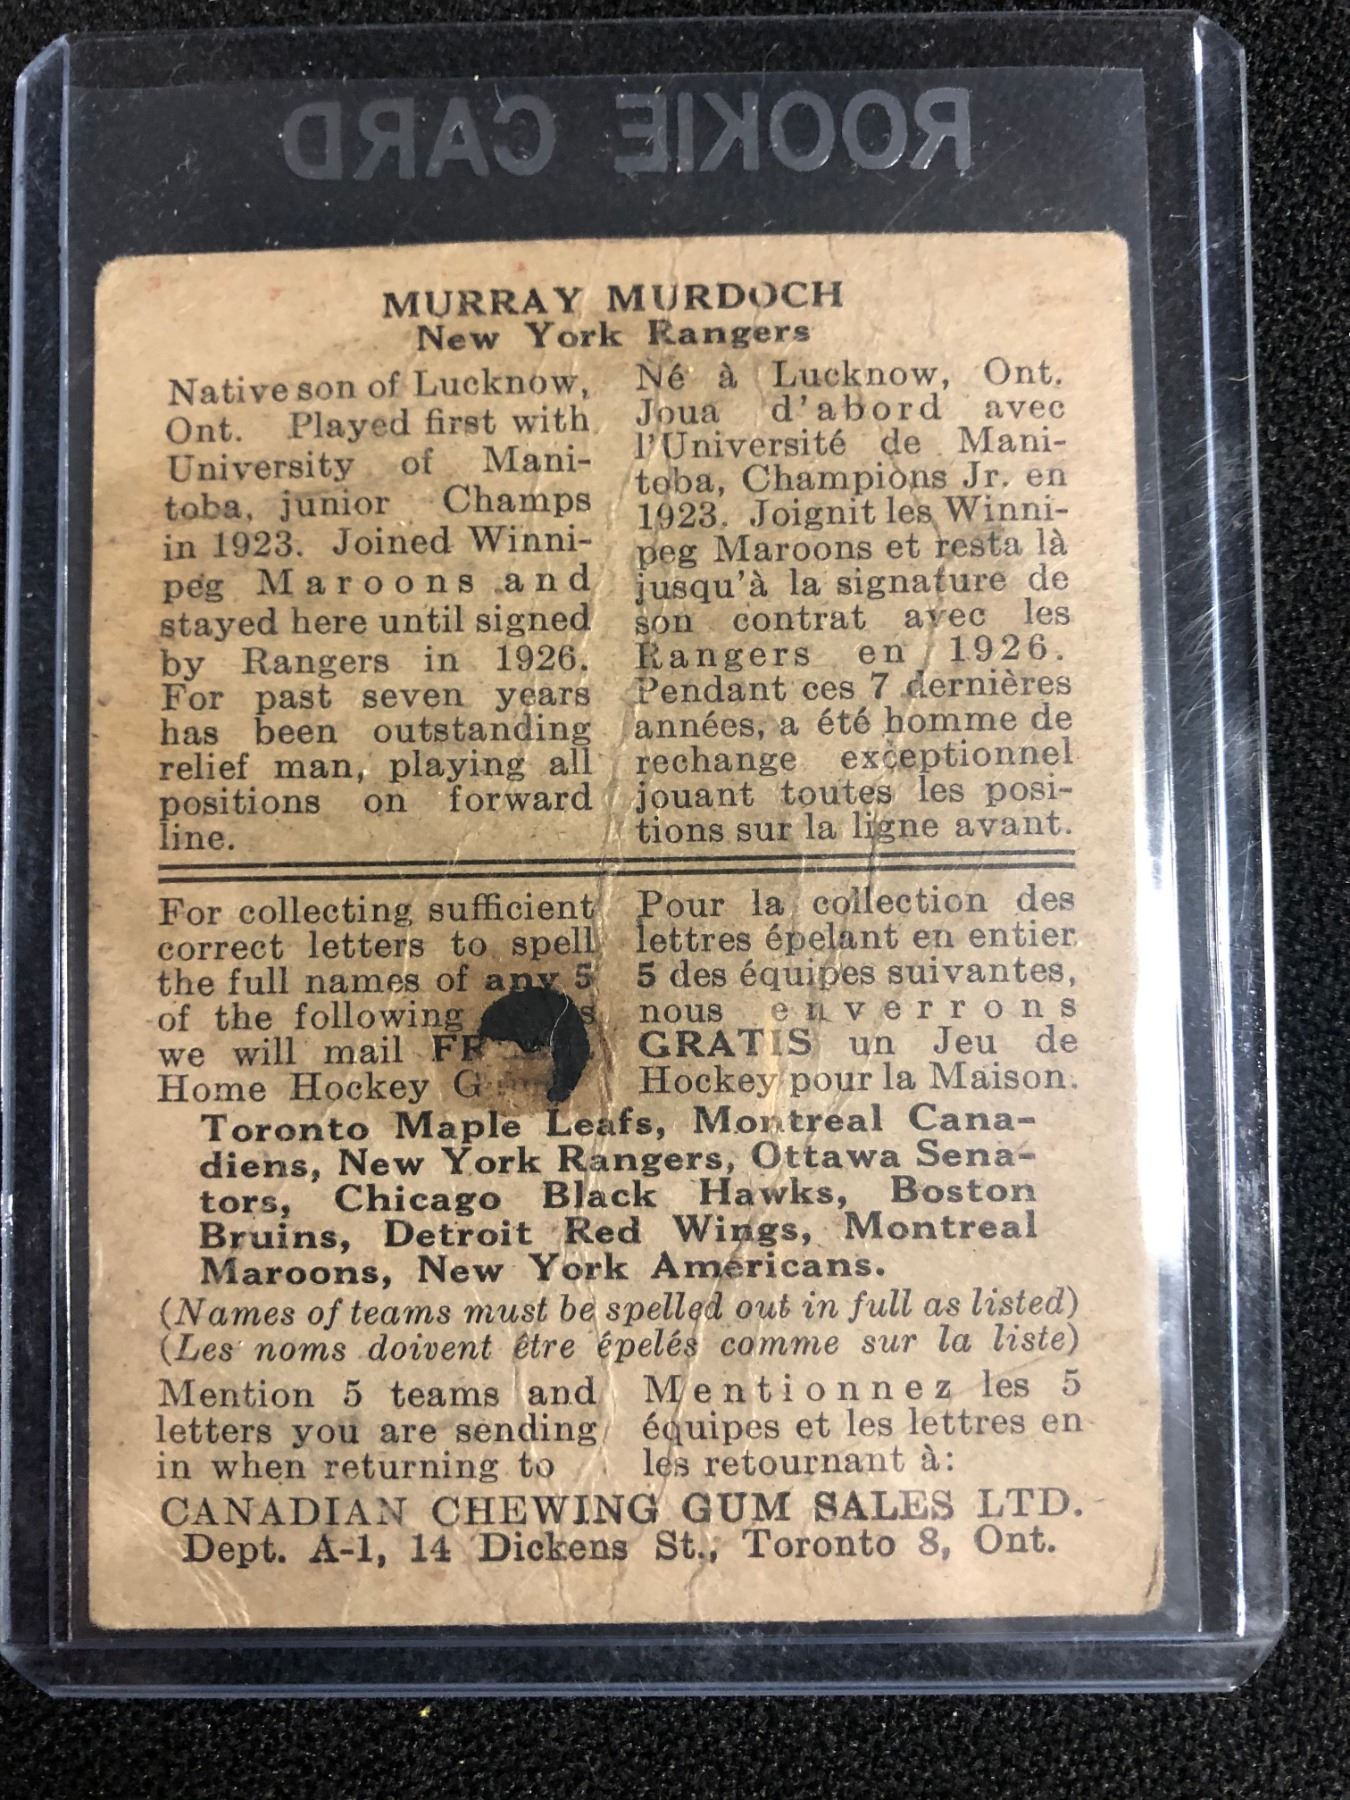 ROOKIE CARD
MURRAY MURDOCH
New York Rangers
Native son of Lucknow,
Ont. Played first with
University of Mani-
toba, junior Champs
in 1923. Joined Winni-
peg Maroons and
stayed here until signed
by Rangers in 1926.
For past seven years
has been outstanding
relief man, playing all
positions on forward
line.
Né à Lucknow, Ont.
Joua d'abord avec
l'Université de Mani-
toba, Champions Jr. en
1923. Joignit les Winni-
peg Maroons et resta là
jusqu'à la signature de
son contrat avec les
Rangers en 1926.
Pendant ces 7 dernières
années, a été homme de
rechange exceptionnel
jouant toutes les posi-
tions sur la ligne avant.
For collecting sufficient
correct letters to spell
the full names of any 5
of the following
we will mail
Home Hockey
Pour la collection des
lettres épelant en entier
5 des équipes suivantes,
nous enverrons
GRATIS un Jeu de
Hockey pour la Maison.
Toronto Maple Leafs, Montreal Cana-
diens, New York Rangers, Ottawa Sena-
tors, Chicago Black Hawks, Boston
Bruins, Detroit Red Wings, Montreal
Maroons, New York Americans.
(Names of teams must be spelled out in full as listed)
(Les noms doivent être épelés comme sur la liste)
Mention 5 teams and
letters you are sending
in when returning to
Mentionnez les 5
équipes et les lettres en
les retournant à:
CANADIAN CHEWING GUM SALES LTD.
Dept. A-1, 14 Dickens St., Toronto 8, Ont.